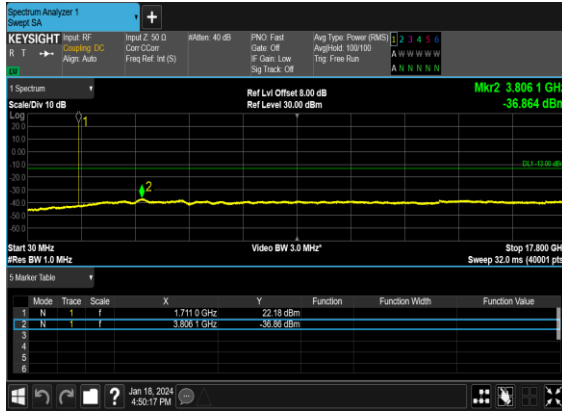 Spectrum Analyzer 1
Swept SA
+
KEYSIGHT Input: RF Input Z: 50 Ω #Atten: 40 dB PNO: Fast Avg Type: Power (RMS) 1 2 3 4 5 6
R T Coupling: DC Corr CCorr Gate: Off Avg|Hold: 100/100 A W W W W W
Align: Auto Freq Ref: Int (S) IF Gain: Low Trig: Free Run
LU Sig Track: Off A N N N N N
1 Spectrum Ref Lvl Offset 8.00 dB Mkr2 3.806 1 GHz
Scale/Div 10 dB Ref Level 30.00 dBm -36.864 dBm
Log
20.0
10.0
0.00
-10.0
-20.0
-30.0
-40.0
-50.0
-60.0
1
2
DL1 -13.00 dBm
Start 30 MHz Video BW 3.0 MHz* Stop 17.800 GHz
#Res BW 1.0 MHz Sweep 32.0 ms (40001 pts)
5 Marker Table
Mode Trace Scale X Y Function Function Width Function Value
1 N 1 f 1.711 0 GHz 22.18 dBm
2 N 1 f 3.806 1 GHz -36.86 dBm
3
4
5
6
? Jan 18, 2024
4:50:17 PM